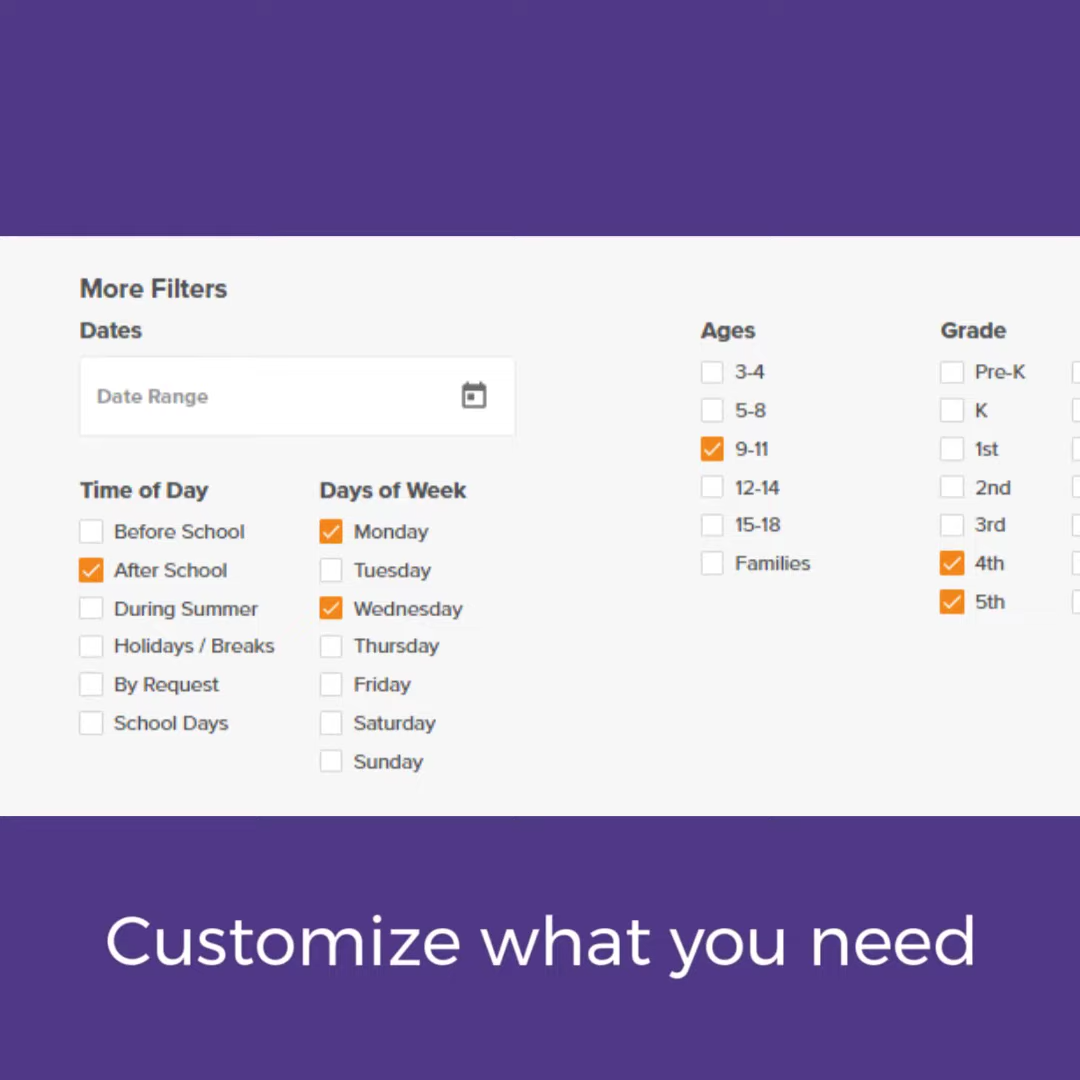 More Filters
Dates
Date Range
Time of Day
Before School
After School
During Summer
Holidays / Breaks
By Request
School Days
Days of Week
Monday
Tuesday
Wednesday
Thursday
Friday
Saturday
Sunday
Ages
3-4
5-8
9-11
12-14
15-18
Families
Grade
Pre-K
K
1st
2nd
3rd
4th
5th
Customize what you need